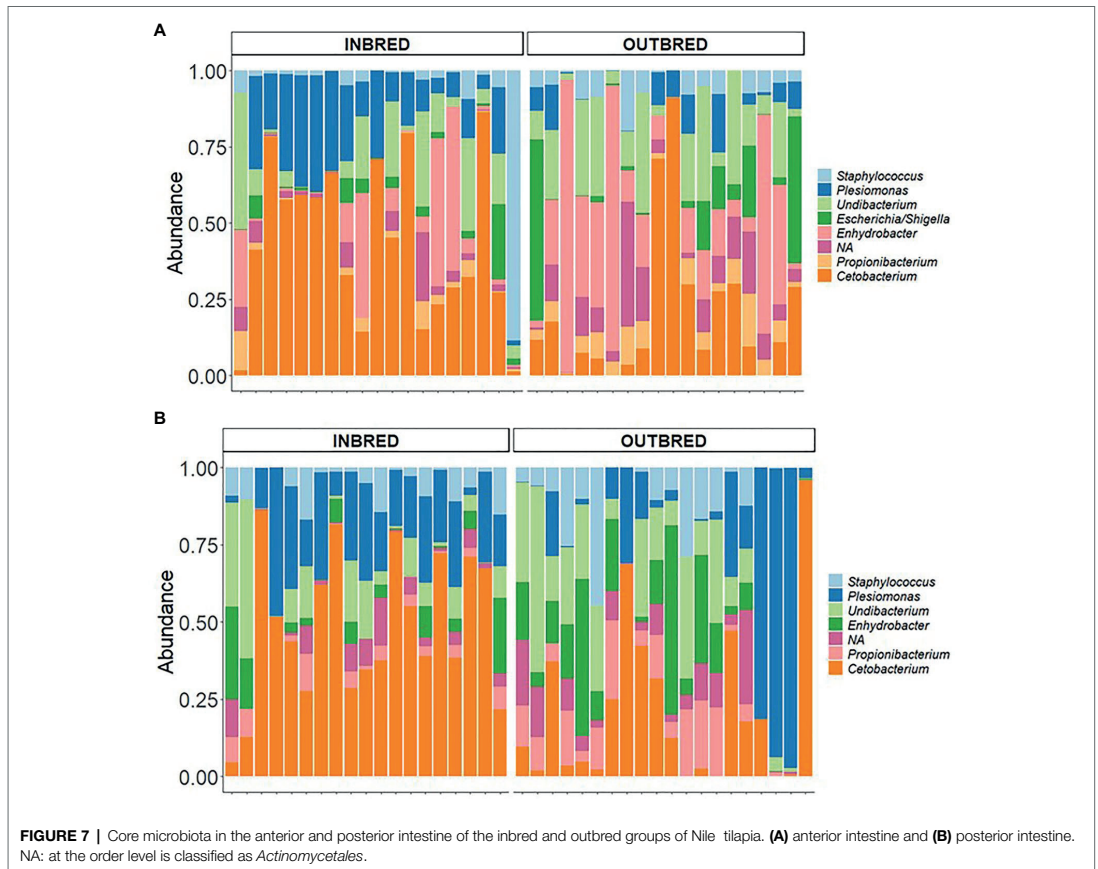 A
INBRED
OUTBRED
1.00
0.75
0.50
0.25
0.00
Abundance
Staphylococcus
Plesiomonas
Undibacterium
Escherichia/Shigella
Enhydrobacter
NA
Propionibacterium
Cetobacterium
B
INBRED
OUTBRED
1.00
0.75
0.50
0.25
0.00
Abundance
Staphylococcus
Plesiomonas
Undibacterium
Enhydrobacter
NA
Propionibacterium
Cetobacterium
FIGURE 7 | Core microbiota in the anterior and posterior intestine of the inbred and outbred groups of Nile tilapia. (A) anterior intestine and (B) posterior intestine.
NA: at the order level is classified as Actinomycetales.